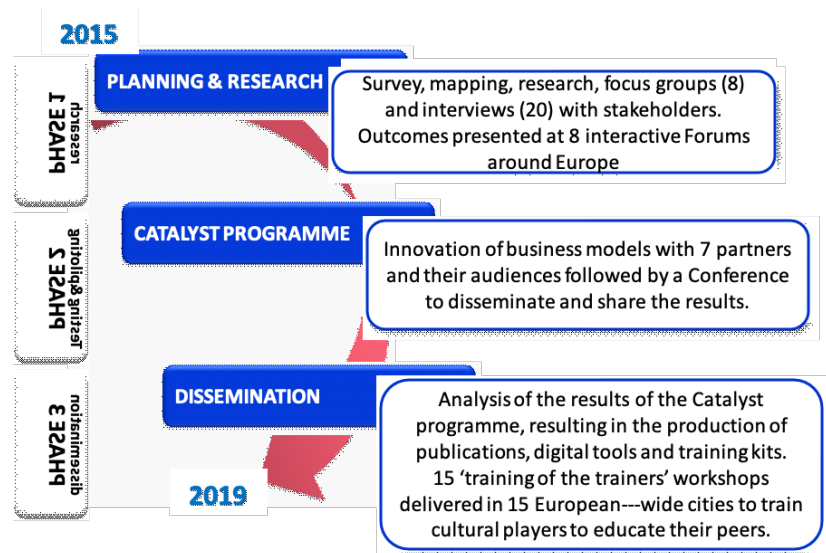 2015
PHASE 1
research
PLANNING & RESEARCH
Survey, mapping, research, focus groups (8)
and interviews (20) with stakeholders.
Outcomes presented at 8 interactive Forums
around Europe
PHASE 2
Testing &piloting
CATALYST PROGRAMME
Innovation of business models with 7 partners
and their audiences followed by a Conference
to disseminate and share the results.
PHASE3
dissemination
DISSEMINATION
Analysis of the results of the Catalyst
programme, resulting in the production of
publications, digital tools and training kits.
15 ‘training of the trainers’ workshops
delivered in 15 European---wide cities to train
cultural players to educate their peers.
2019